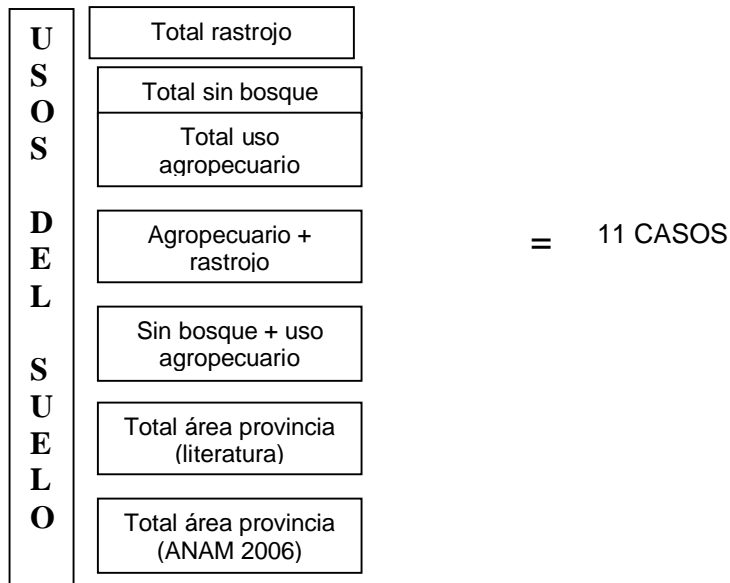 U
S
O
S
D
E
L
S
U
E
L
O
Total rastrojo
Total sin bosque
Total uso
agropecuario
Agropecuario +
rastrojo
Sin bosque + uso
agropecuario
Total área provincia
(literatura)
Total área provincia
(ANAM 2006)
= 11 CASOS